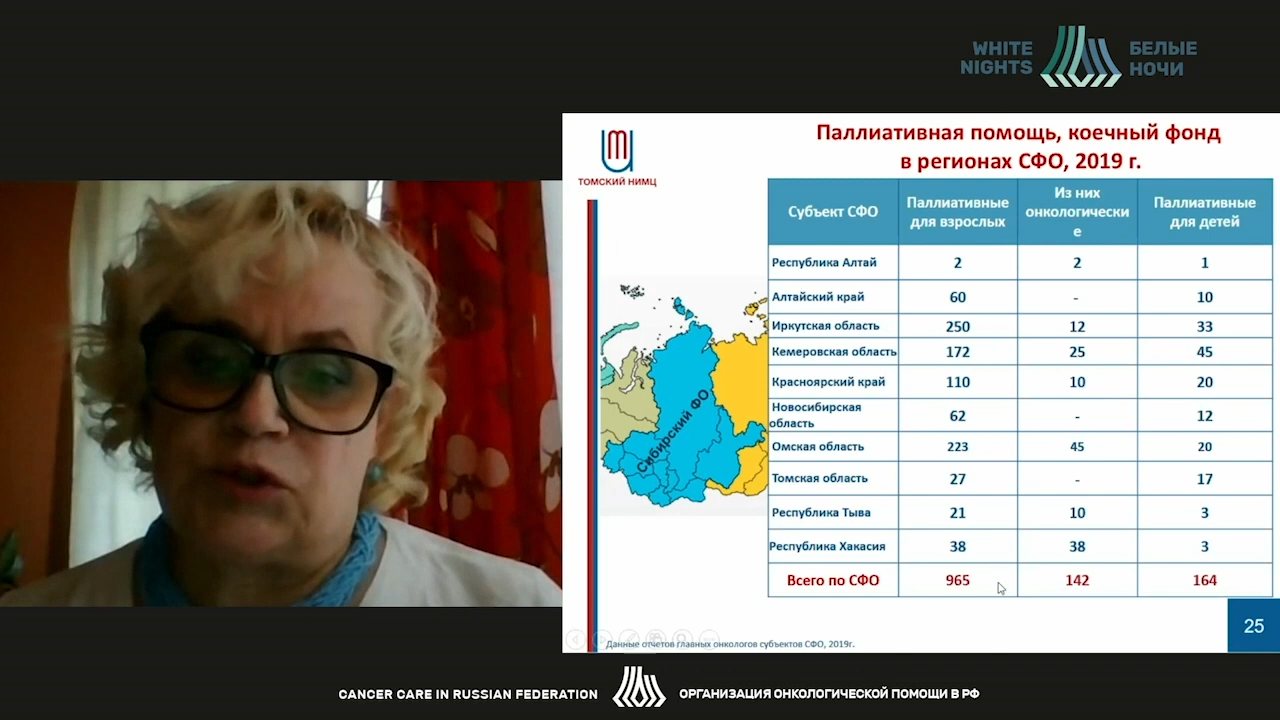 WHITE
NIGHTS
БЕЛЫЕ
НОЧИ
ТОМСКИЙ НИМЦ
Паллиативная помощь, коечный фонд
в регионах СФО, 2019 г.
Субъект СФО
Паллиативные
для взрослых
Из них
онкологически
е
Паллиативные
для детей
Республика Алтай 2 2 1
Алтайский край 60 - 10
Иркутская область 250 12 33
Кемеровская область 172 25 45
Красноярский край 110 10 20
Новосибирская
область 62 - 12
Омская область 223 45 20
Томская область 27 - 17
Республика Тыва 21 10 3
Республика Хакасия 38 38 3
Всего по СФО 965 142 164
Сибирский ФО
Данные отчетов главных онкологов субъектов СФО, 2019г.
25
CANCER CARE IN RUSSIAN FEDERATION
ОРГАНИЗАЦИЯ ОНКОЛОГИЧЕСКОЙ ПОМОЩИ В РФ